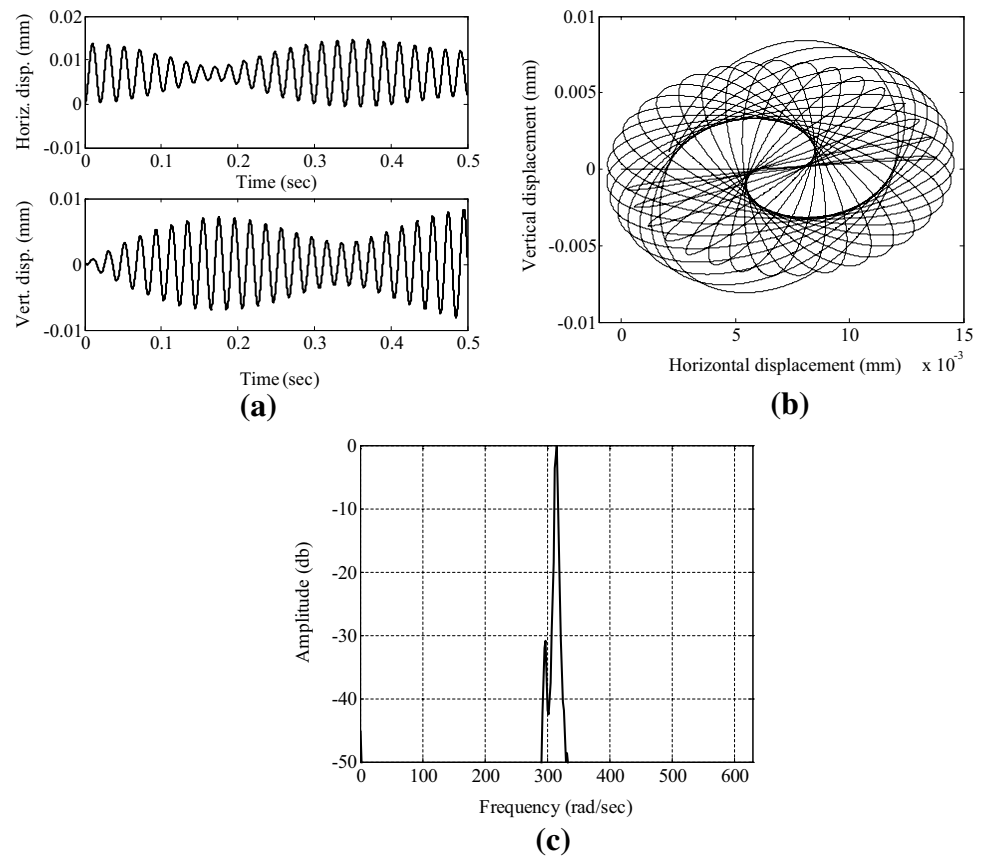 0.02
0.01
0
-0.01
Horiz. disp. (mm)
0 0.1 0.2 0.3 0.4 0.5
Time (sec)
0.01
0
-0.01
Vert. disp. (mm)
0 0.1 0.2 0.3 0.4 0.5
Time (sec)
(a)
0.01
0.005
0
-0.005
-0.01
Vertical displacement (mm)
0 5 10 15
Horizontal displacement (mm) x 10-3
(b)
0
-10
-20
-30
-40
-50
Amplitude (db)
0 100 200 300 400 500 600
Frequency (rad/sec)
(c)